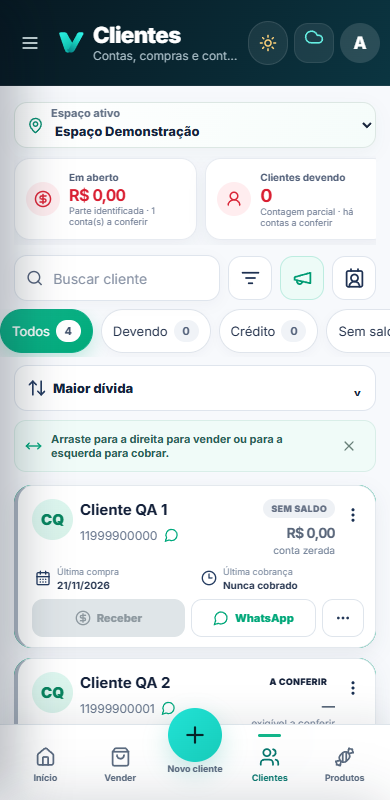 Clientes
Contas, compras e cont...
A
Espaço ativo
Espaço Demonstração
Em aberto
R$ 0,00
Parte identificada · 1
conta(s) a conferir
Clientes devendo
0
Contagem parcial · há
contas a conferir
Buscar cliente
Todos 4
Devendo 0
Crédito 0
Sem salc
Maior dívida
v
Arraste para a direita para vender ou para a
esquerda para cobrar.
CQ
Cliente QA 1
11999900000
SEM SALDO
R$ 0,00
conta zerada
Última compra
21/11/2026
Última cobrança
Nunca cobrado
Receber
WhatsApp
CQ
Cliente QA 2
11999900001
A CONFERIR
—
exigível a conferir
Início
Vender
Novo cliente
Clientes
Produtos